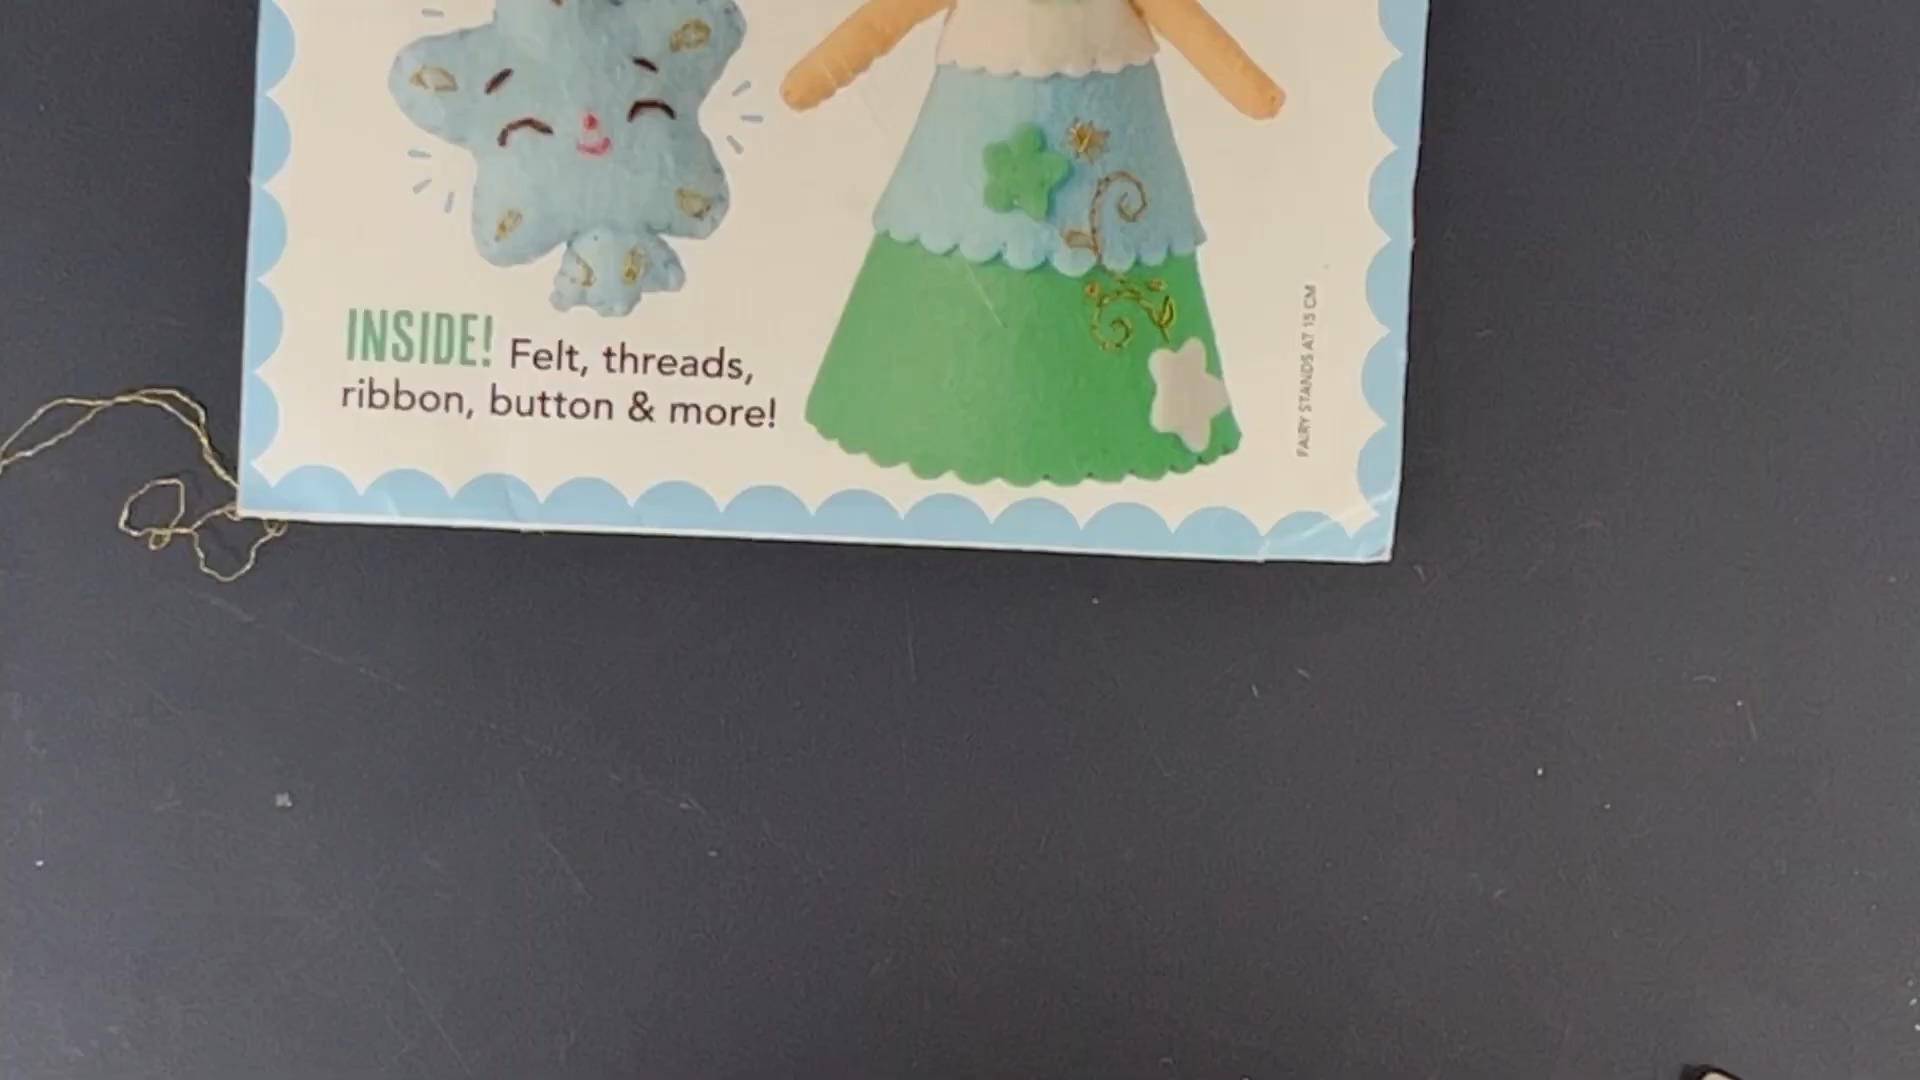 INSIDE! Felt, threads,
ribbon, button & more!
FAIRY STANDS AT 15 CM